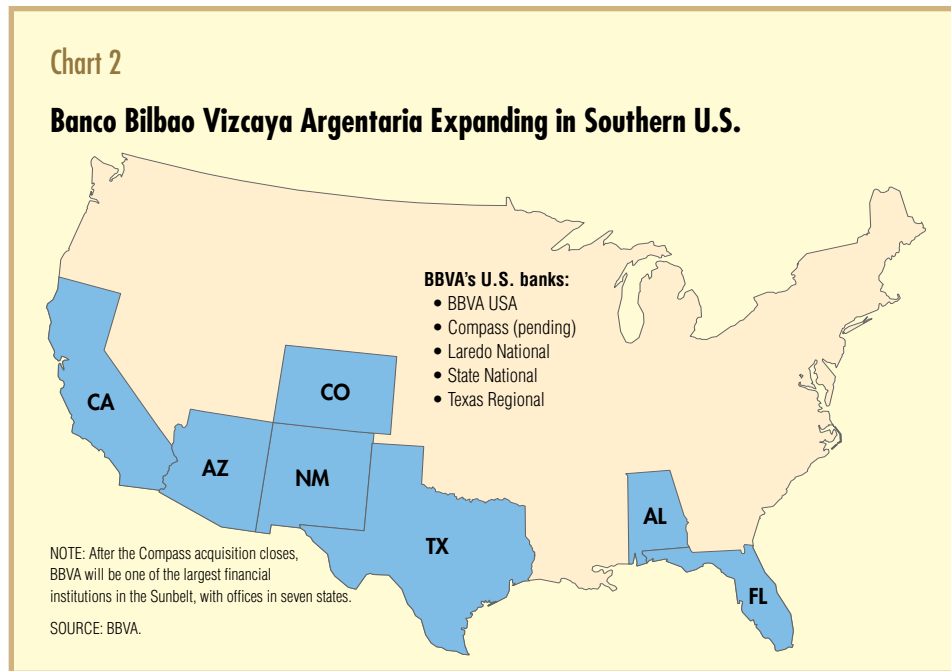 Chart 2
Banco Bilbao Vizcaya Argentaria Expanding in Southern U.S.
BBVA's U.S. banks:
• BBVA USA
• Compass (pending)
• Laredo National
• State National
• Texas Regional
CA
CO
AZ
NM
TX
AL
FL
NOTE: After the Compass acquisition closes,
BBVA will be one of the largest financial
institutions in the Sunbelt, with offices in seven states.
SOURCE: BBVA.